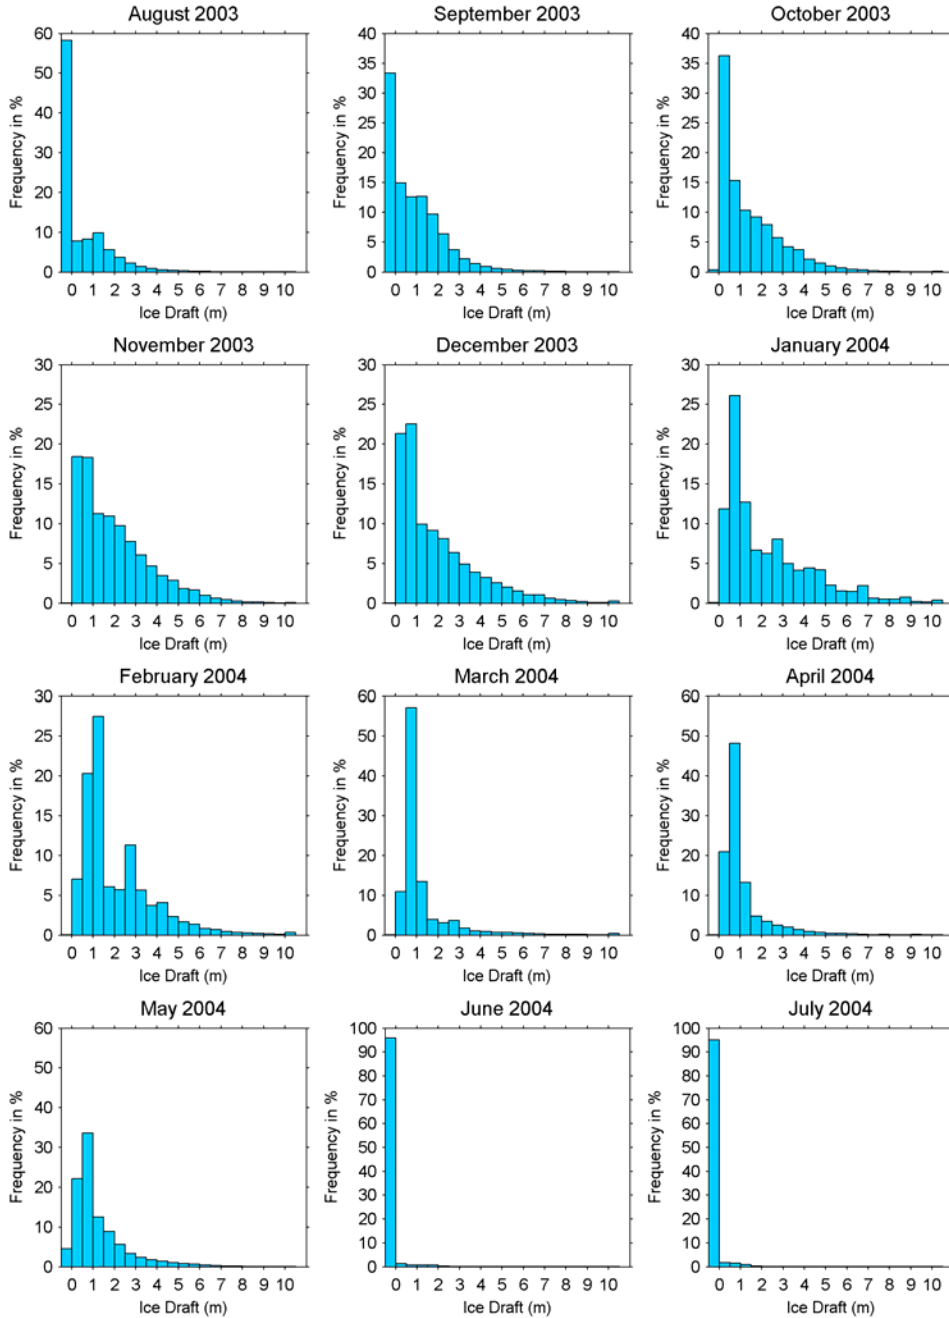 August 2003
60
50
40
30
20
10
0
Frequency in %
0 1 2 3 4 5 6 7 8 9 10
Ice Draft (m)
September 2003
40
35
30
25
20
15
10
5
0
Frequency in %
0 1 2 3 4 5 6 7 8 9 10
Ice Draft (m)
October 2003
40
35
30
25
20
15
10
5
0
Frequency in %
0 1 2 3 4 5 6 7 8 9 10
Ice Draft (m)
November 2003
30
25
20
15
10
5
0
Frequency in %
0 1 2 3 4 5 6 7 8 9 10
Ice Draft (m)
December 2003
30
25
20
15
10
5
0
Frequency in %
0 1 2 3 4 5 6 7 8 9 10
Ice Draft (m)
January 2004
30
25
20
15
10
5
0
Frequency in %
0 1 2 3 4 5 6 7 8 9 10
Ice Draft (m)
February 2004
30
25
20
15
10
5
0
Frequency in %
0 1 2 3 4 5 6 7 8 9 10
Ice Draft (m)
March 2004
60
50
40
30
20
10
0
Frequency in %
0 1 2 3 4 5 6 7 8 9 10
Ice Draft (m)
April 2004
60
50
40
30
20
10
0
Frequency in %
0 1 2 3 4 5 6 7 8 9 10
Ice Draft (m)
May 2004
60
50
40
30
20
10
0
Frequency in %
0 1 2 3 4 5 6 7 8 9 10
Ice Draft (m)
June 2004
100
90
80
70
60
50
40
30
20
10
0
Frequency in %
0 1 2 3 4 5 6 7 8 9 10
Ice Draft (m)
July 2004
100
90
80
70
60
50
40
30
20
10
0
Frequency in %
0 1 2 3 4 5 6 7 8 9 10
Ice Draft (m)